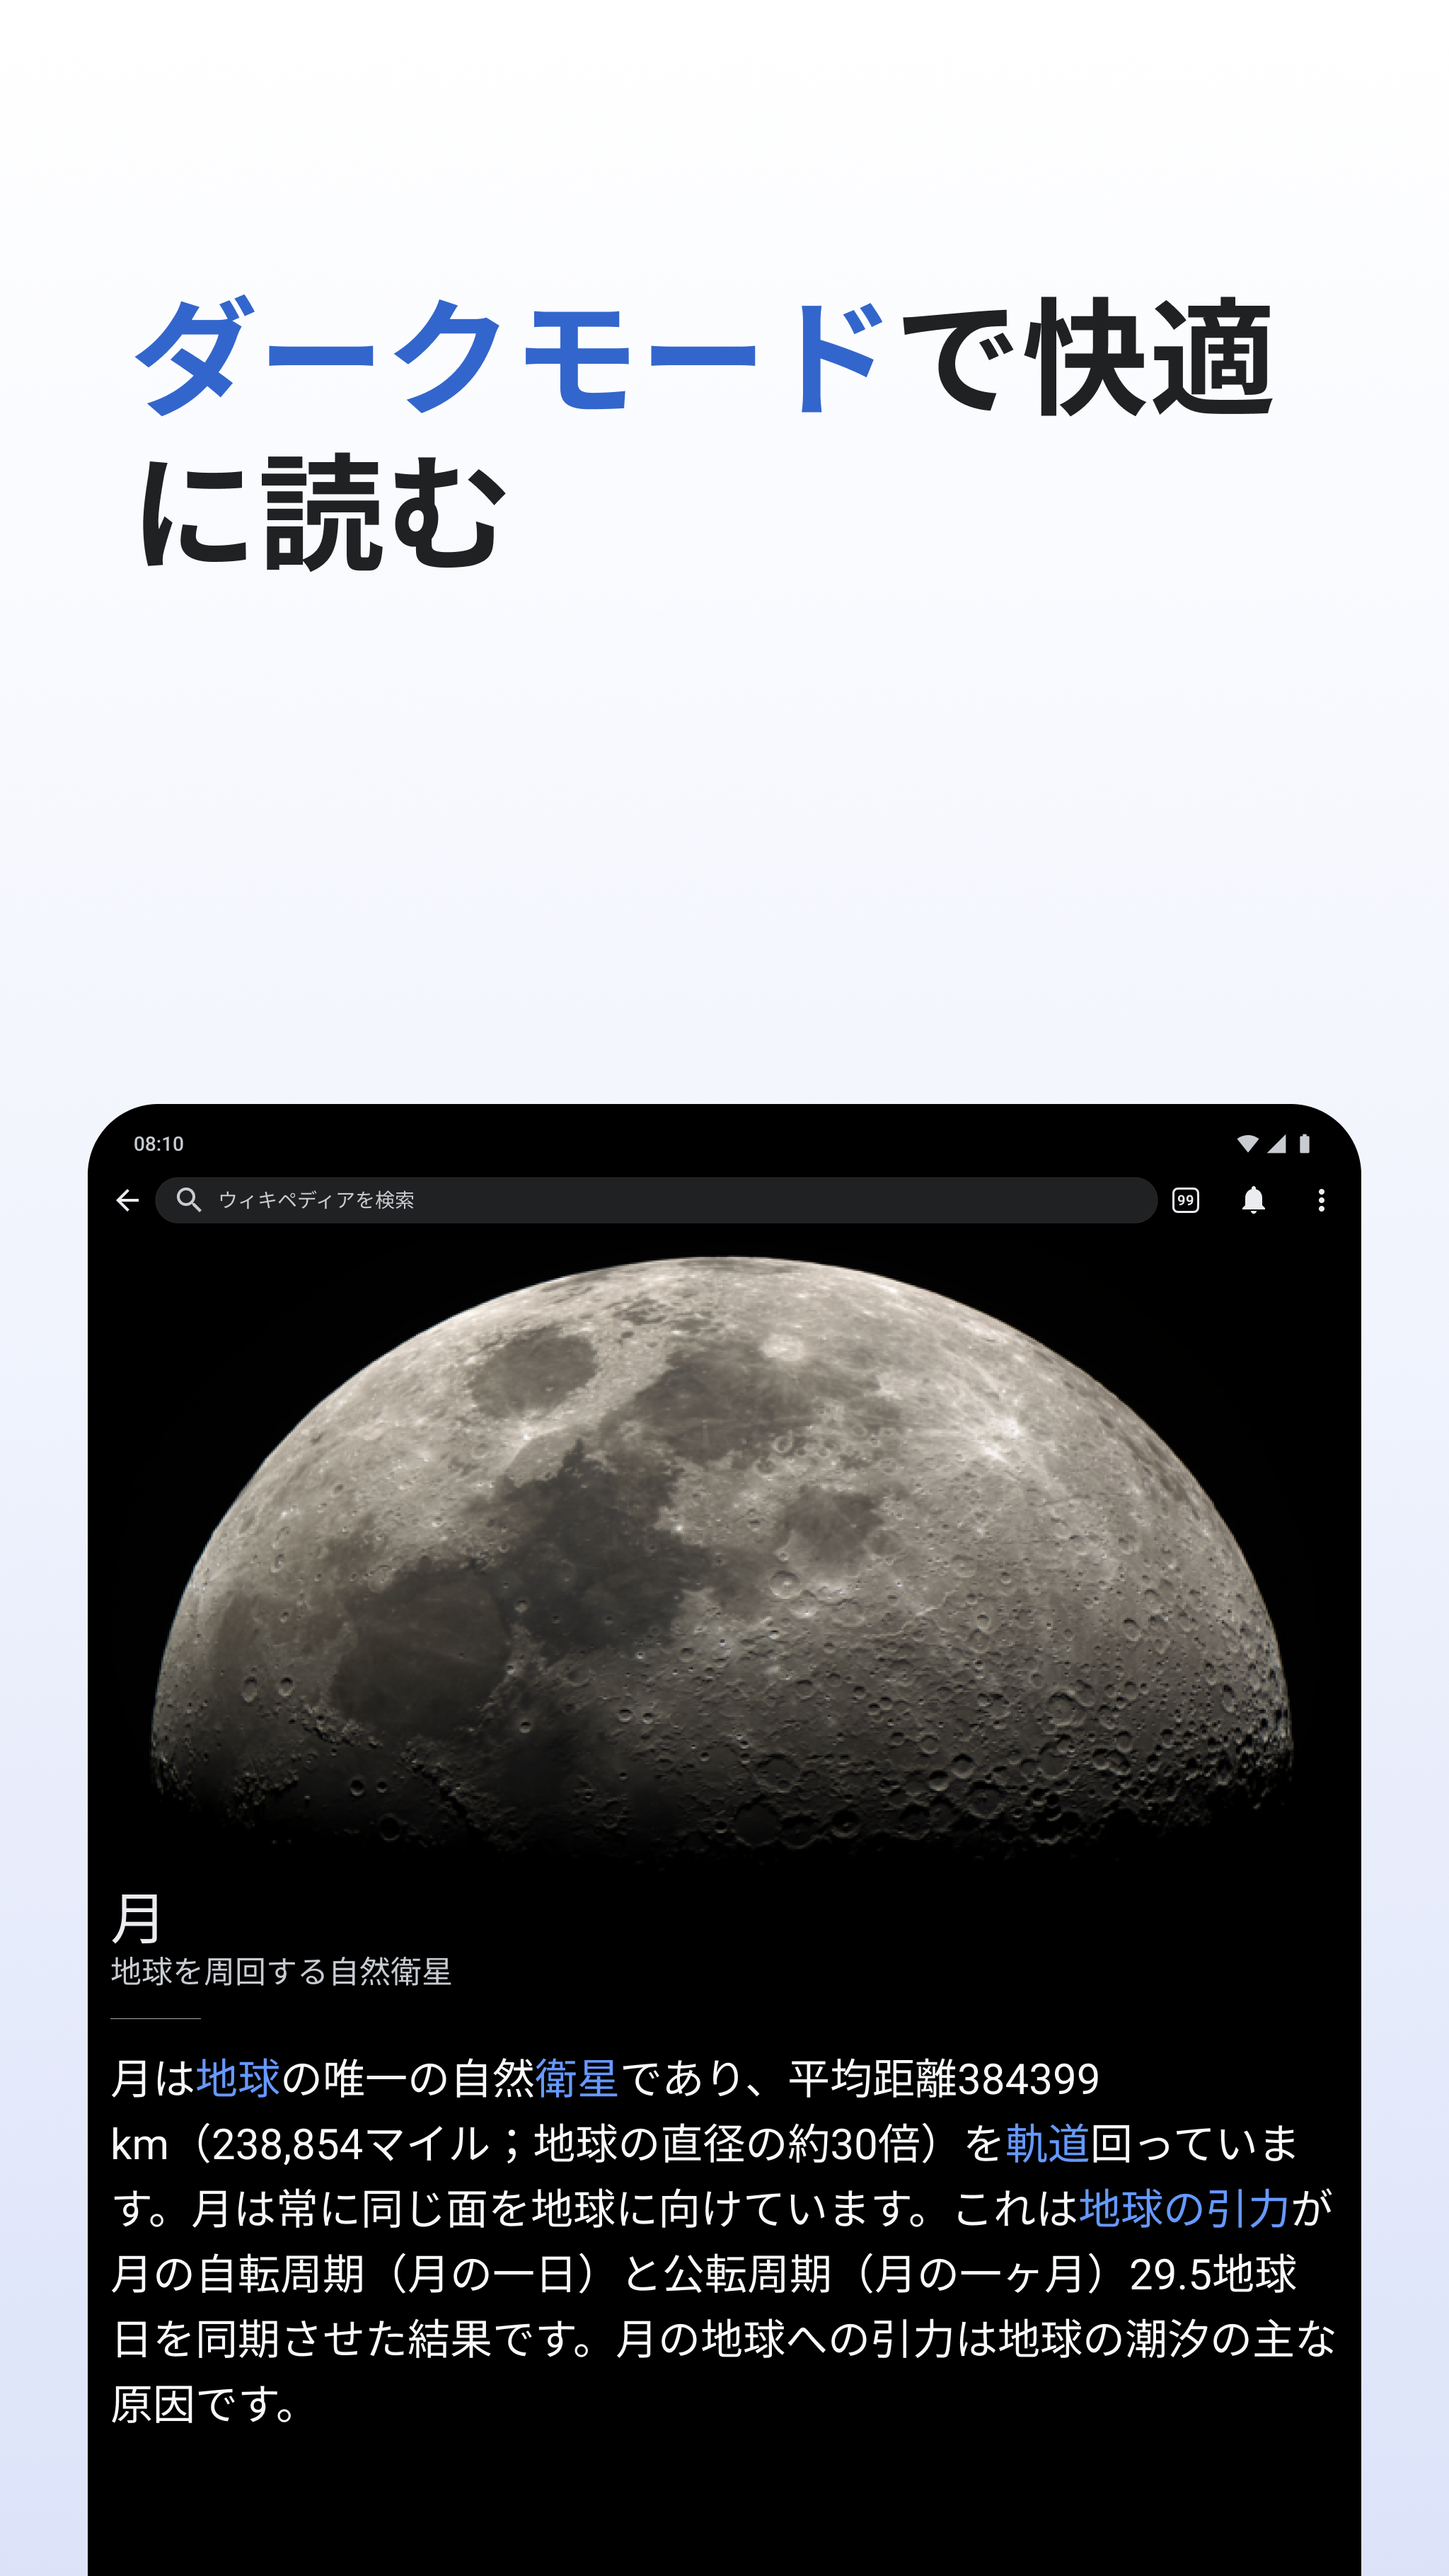 ダークモードで快適
に読む
08:10
ウィキペディアを検索
99
月
地球を周回する自然衛星
月は地球の唯一の自然衛星であり、平均距離384399
km（238,854マイル；地球の直径の約30倍）を軌道回っていま
す。月は常に同じ面を地球に向けています。これは地球の引力が
月の自転周期（月の一日）と公転周期（月の一ヶ月）29.5地球
日を同期させた結果です。月の地球への引力は地球の潮汐の主な
原因です。